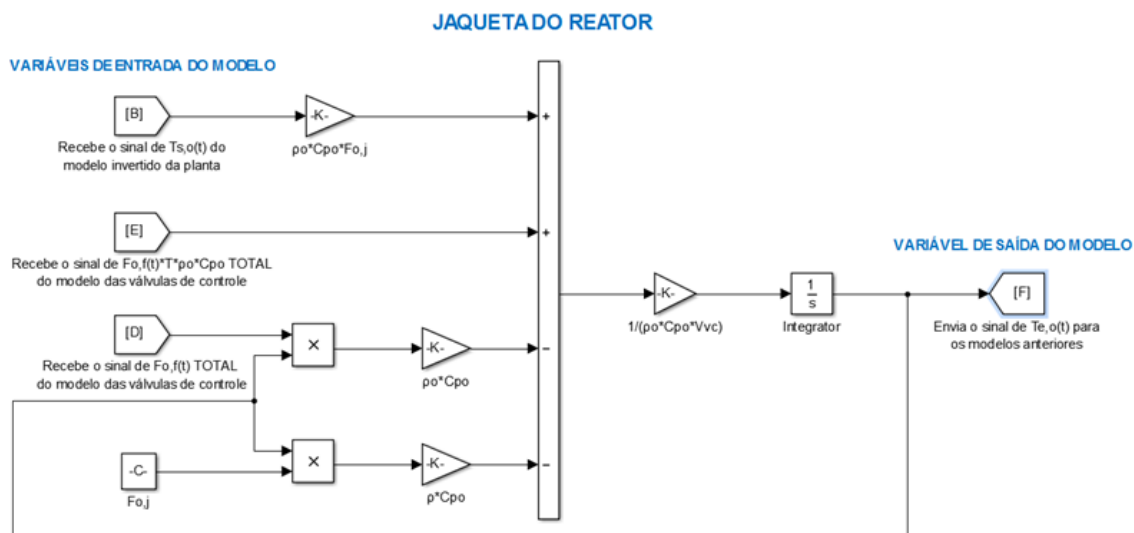 JAQUETA DO REATOR
VARIÁVEIS DE ENTRADA DO MODELO
[B]
-K-
+
Recebe o sinal de Ts,o(t) do
modelo invertido da planta
ρo*Cpo*Fo,j
[E]
+
Recebe o sinal de Fo,f(t)*T*ρo*Cpo TOTAL
do modelo das válvulas de controle
VARIÁVEL DE SAÍDA DO MODELO
-K-
1
s
[F]
1/(ρo*Cpo*Vvc)
Integrator
Envia o sinal de Te,o(t) para
os modelos anteriores
[D]
×
-K-
−
Recebe o sinal de Fo,f(t) TOTAL
do modelo das válvulas de controle
ρo*Cpo
-C-
×
-K-
−
Fo,j
ρ*Cpo